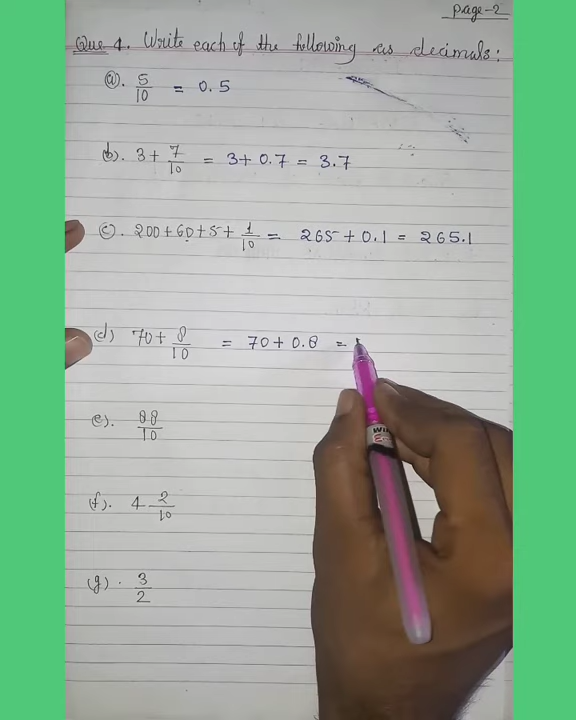 Page-2
Que 4. Write each of the following as decimals:
(a). 5/10 = 0.5
(b). 3 + 7/10 = 3 + 0.7 = 3.7
(c). 200 + 60 + 5 + 1/10 = 265 + 0.1 = 265.1
(d) 70 + 8/10 = 70 + 0.8 =
(e). 88/10
(f). 4 2/10
(g). 3/2